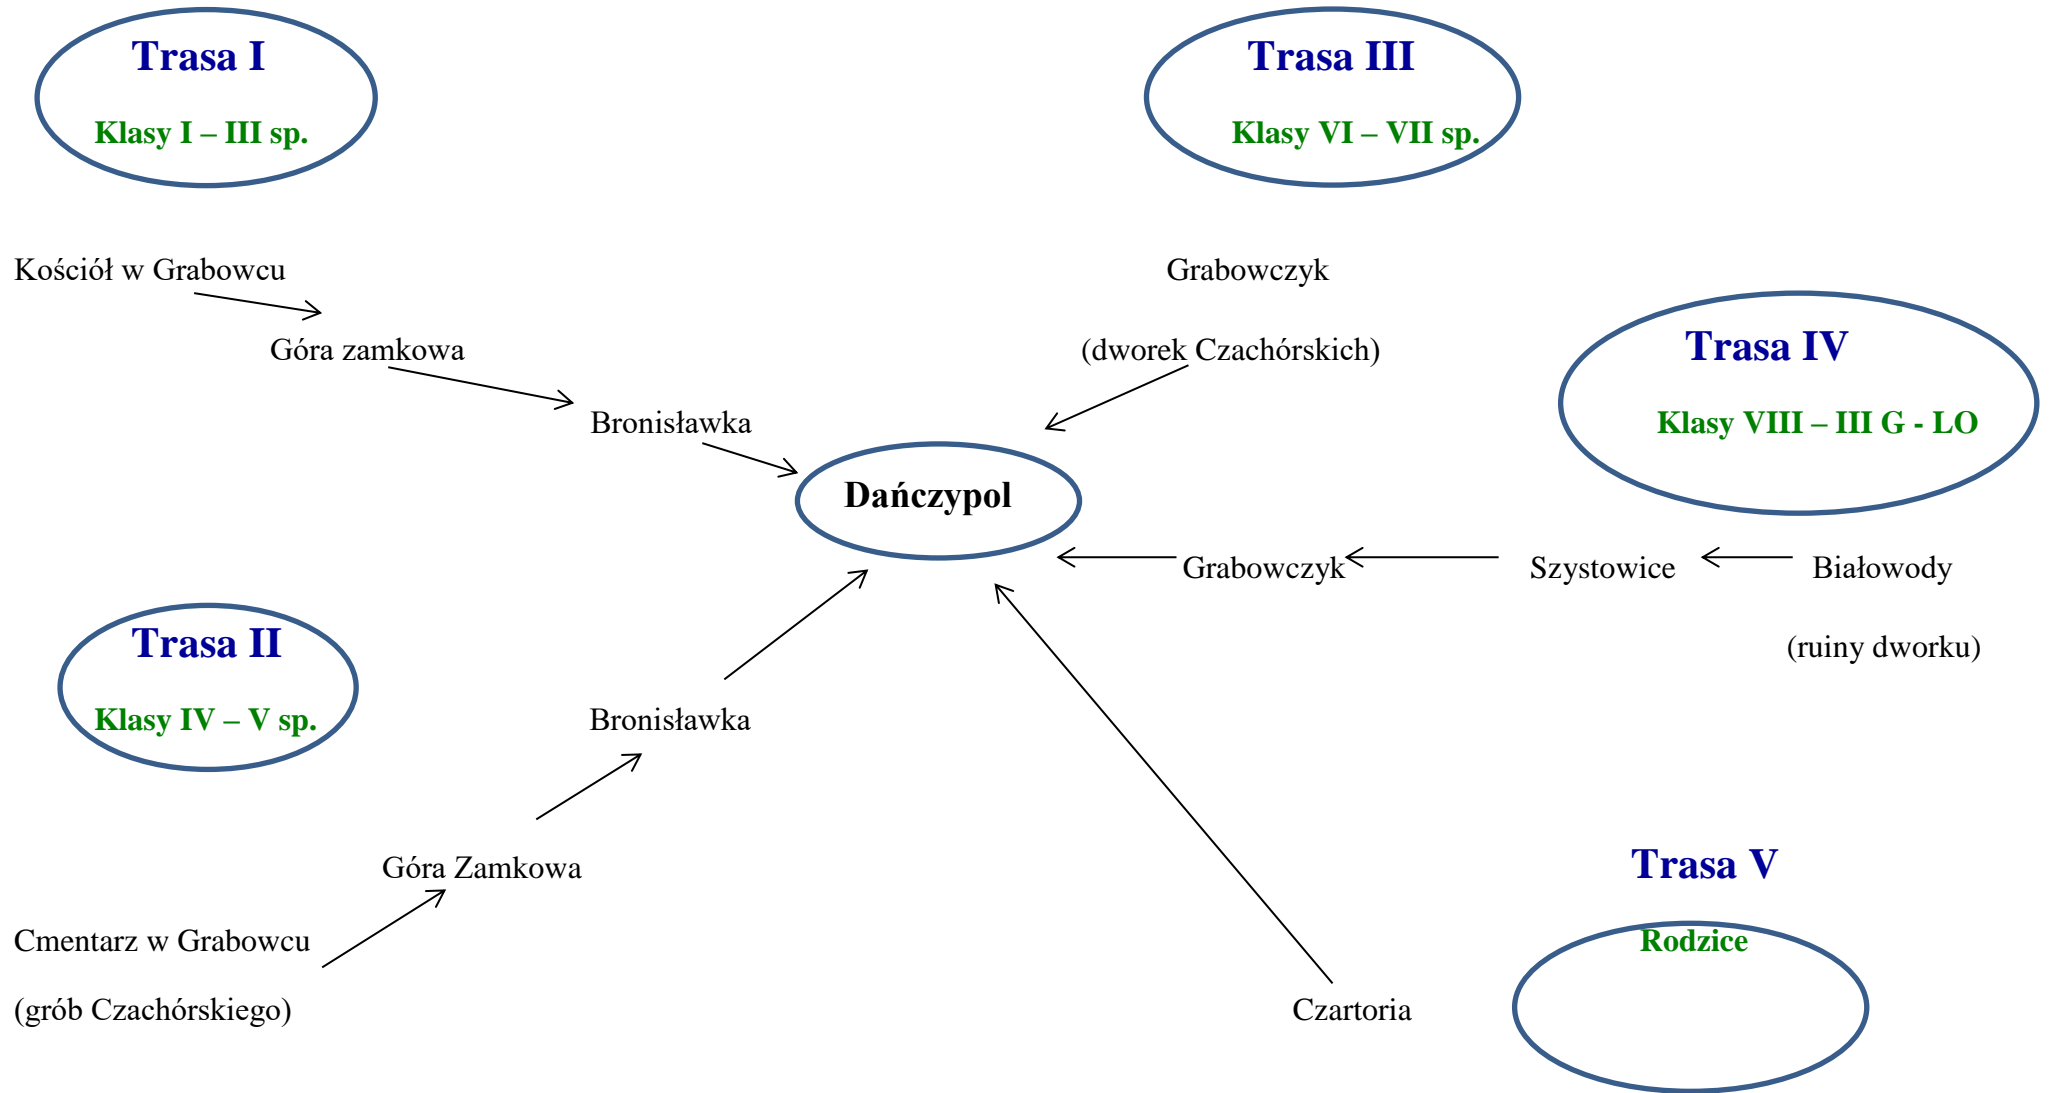 Trasa I
Klasy I – III sp.
Trasa III
Klasy VI – VII sp.
Kościół w Grabowcu
Grabowczyk
Góra zamkowa
(dworek Czachórskich)
Trasa IV
Klasy VIII – III G - LO
Bronisławka
Dańczypol
Grabowczyk
Szystowice
Białowody
(ruiny dworku)
Trasa II
Klasy IV – V sp.
Bronisławka
Góra Zamkowa
Trasa V
Rodzice
Cmentarz w Grabowcu
(grób Czachórskiego)
Czartoria